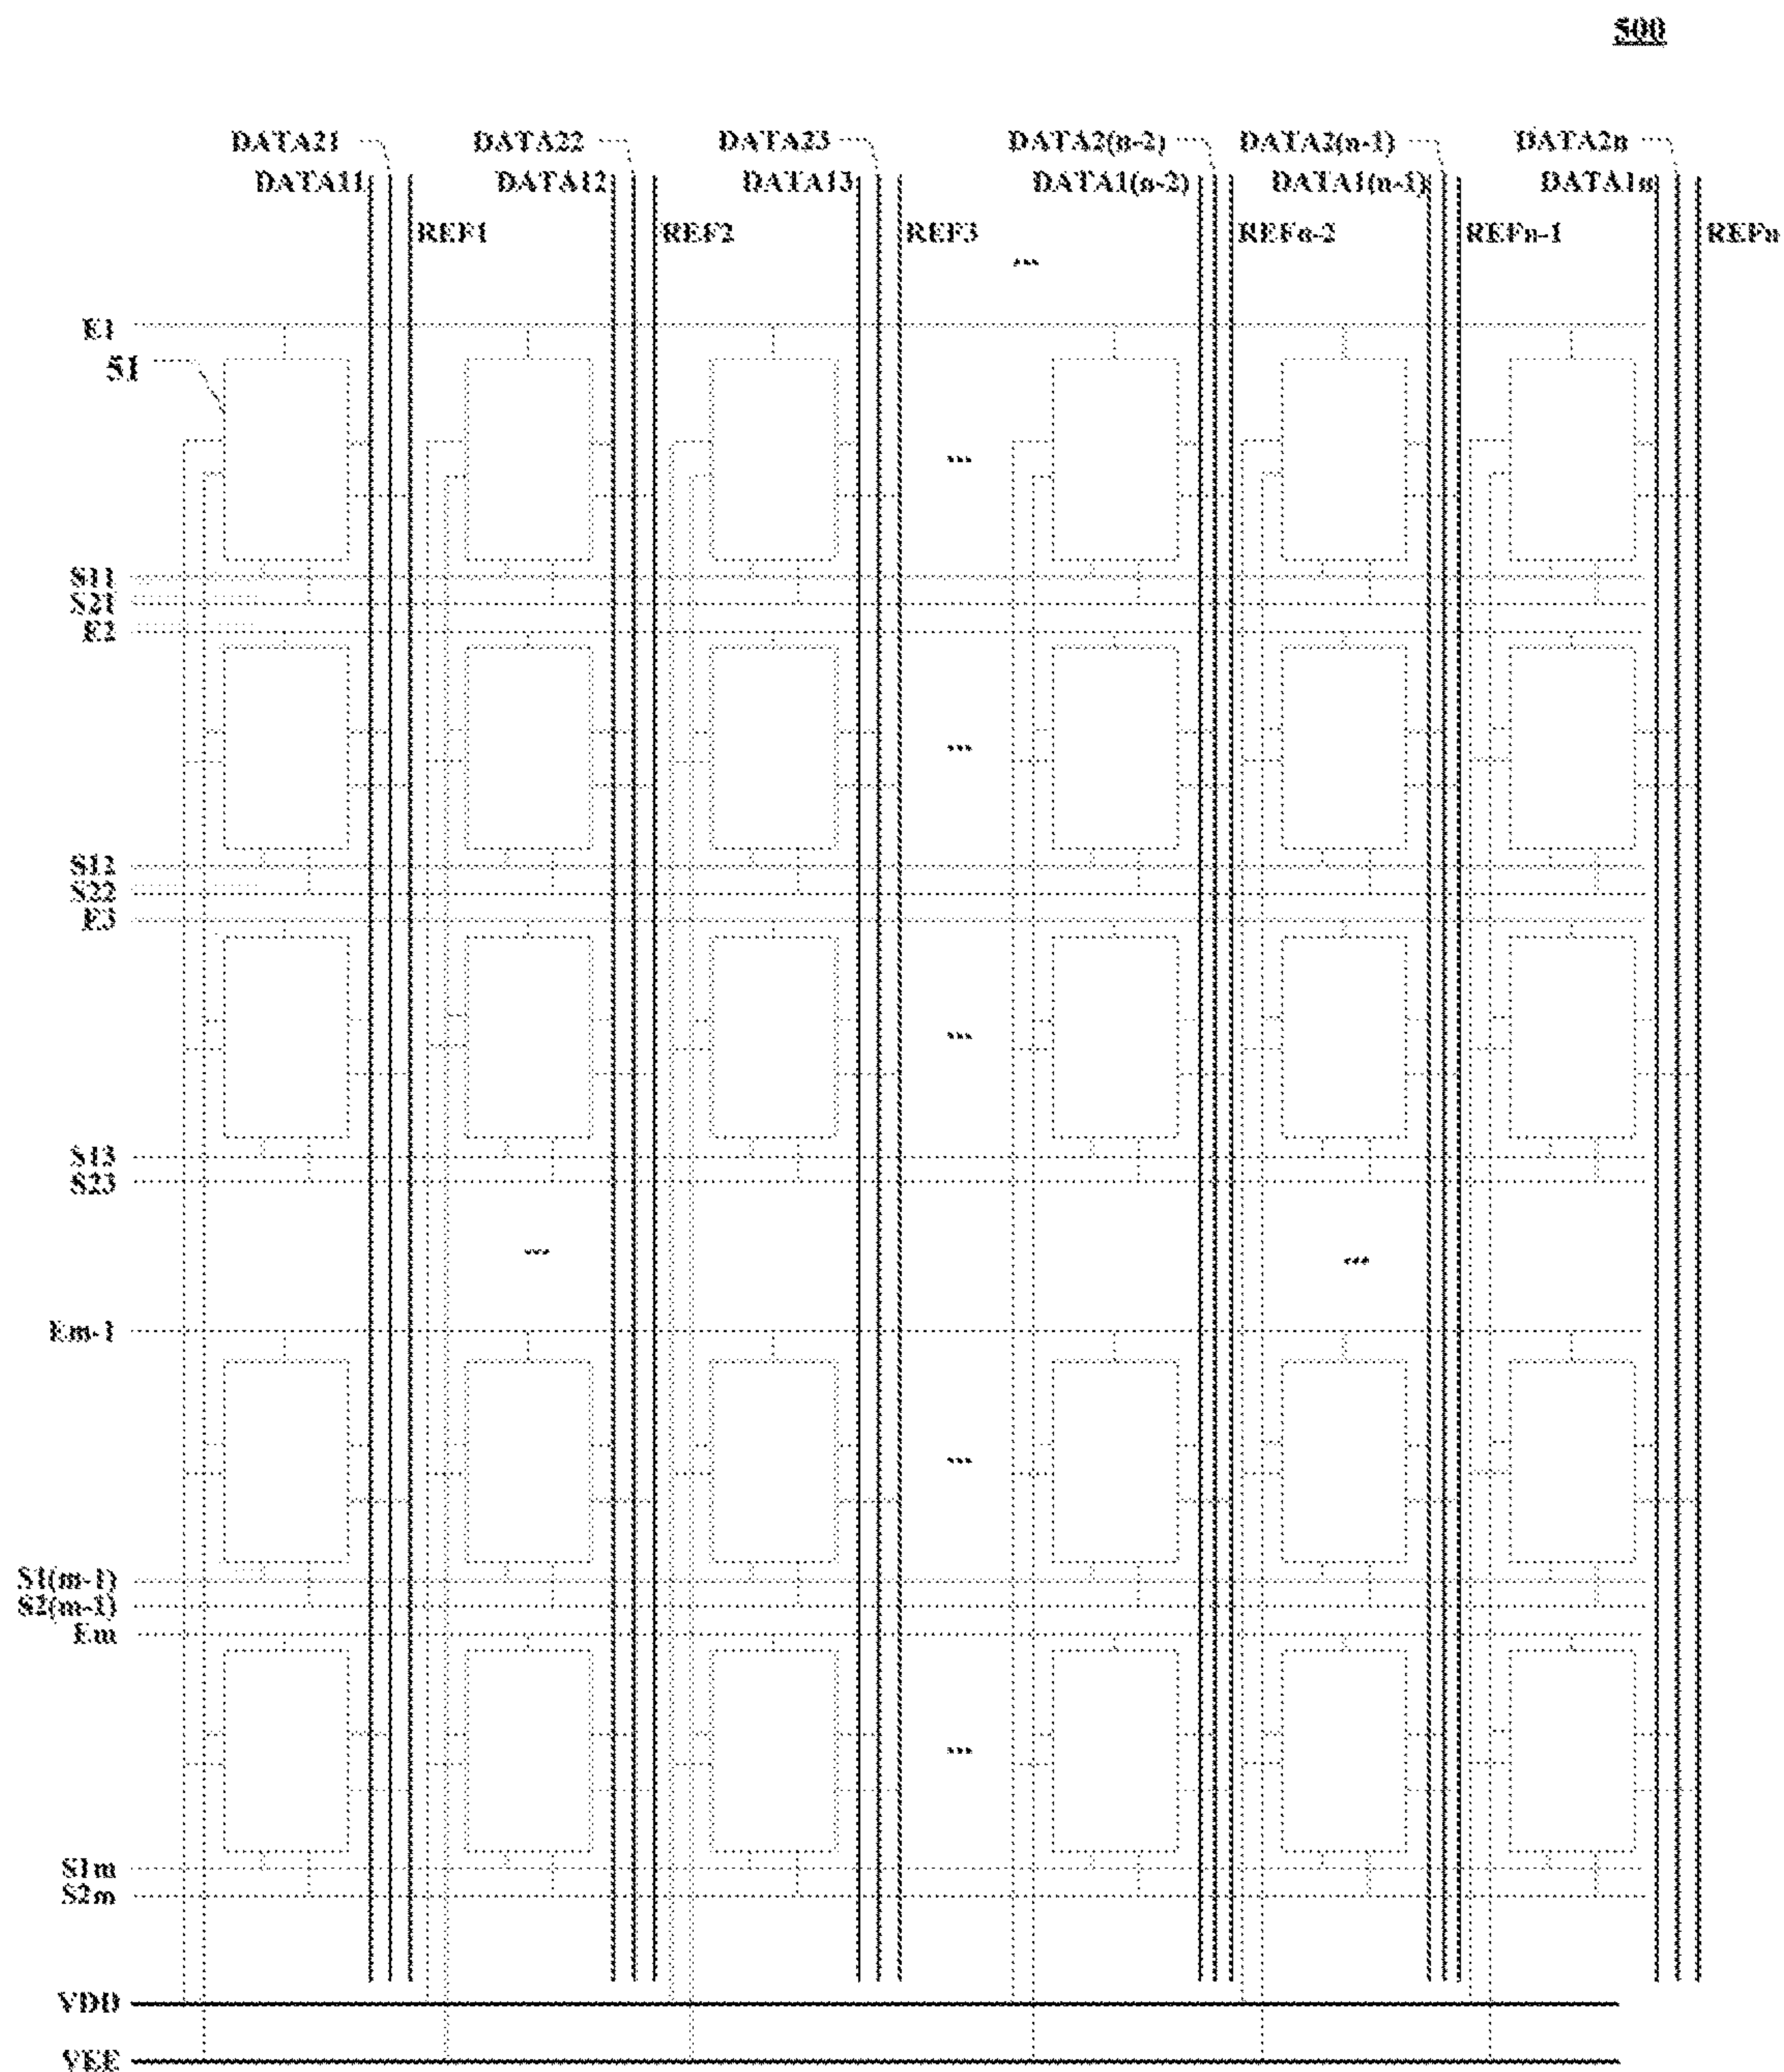 500
DATA21 DATA22 DATA23 DATA2(n-2) DATA2(n-1) DATA2n
DATA11 DATA12 DATA13 DATA1(n-2) DATA1(n-1) DATA1n
REF1 REF2 REF3 REFn-2 REFn-1 REFn
...
E1
51
...
S11
S21
E2
...
S12
S22
E3
...
S13
S23
... ...
Em-1
...
S1(m-1)
S2(m-1)
Em
...
S1m
S2m
VDD
VEE